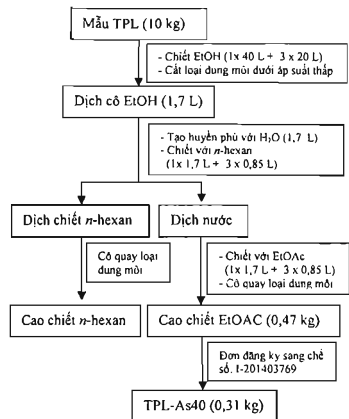 Mẫu TPL (10 kg)
- Chiết EtOH (1x 40 L + 3 x 20 L)
- Cất loại dung môi dưới áp suất thấp
Dịch cô EtOH (1,7 L)
- Tạo huyền phù với H₂O (1,7 L)
- Chiết với n-hexan
(1x 1,7 L + 3 x 0,85 L)
Dịch chiết n-hexan
Dịch nước
Cô quay loại
dung môi
- Chiết với EtOAc
(1x 1,7 L + 3 x 0,85 L)
- Cô quay loại dung môi
Cao chiết n-hexan
Cao chiết EtOAC (0,47 kg)
Đơn đăng ký sang chế
số. 1-201403769
TPL-As40 (0,31 kg)